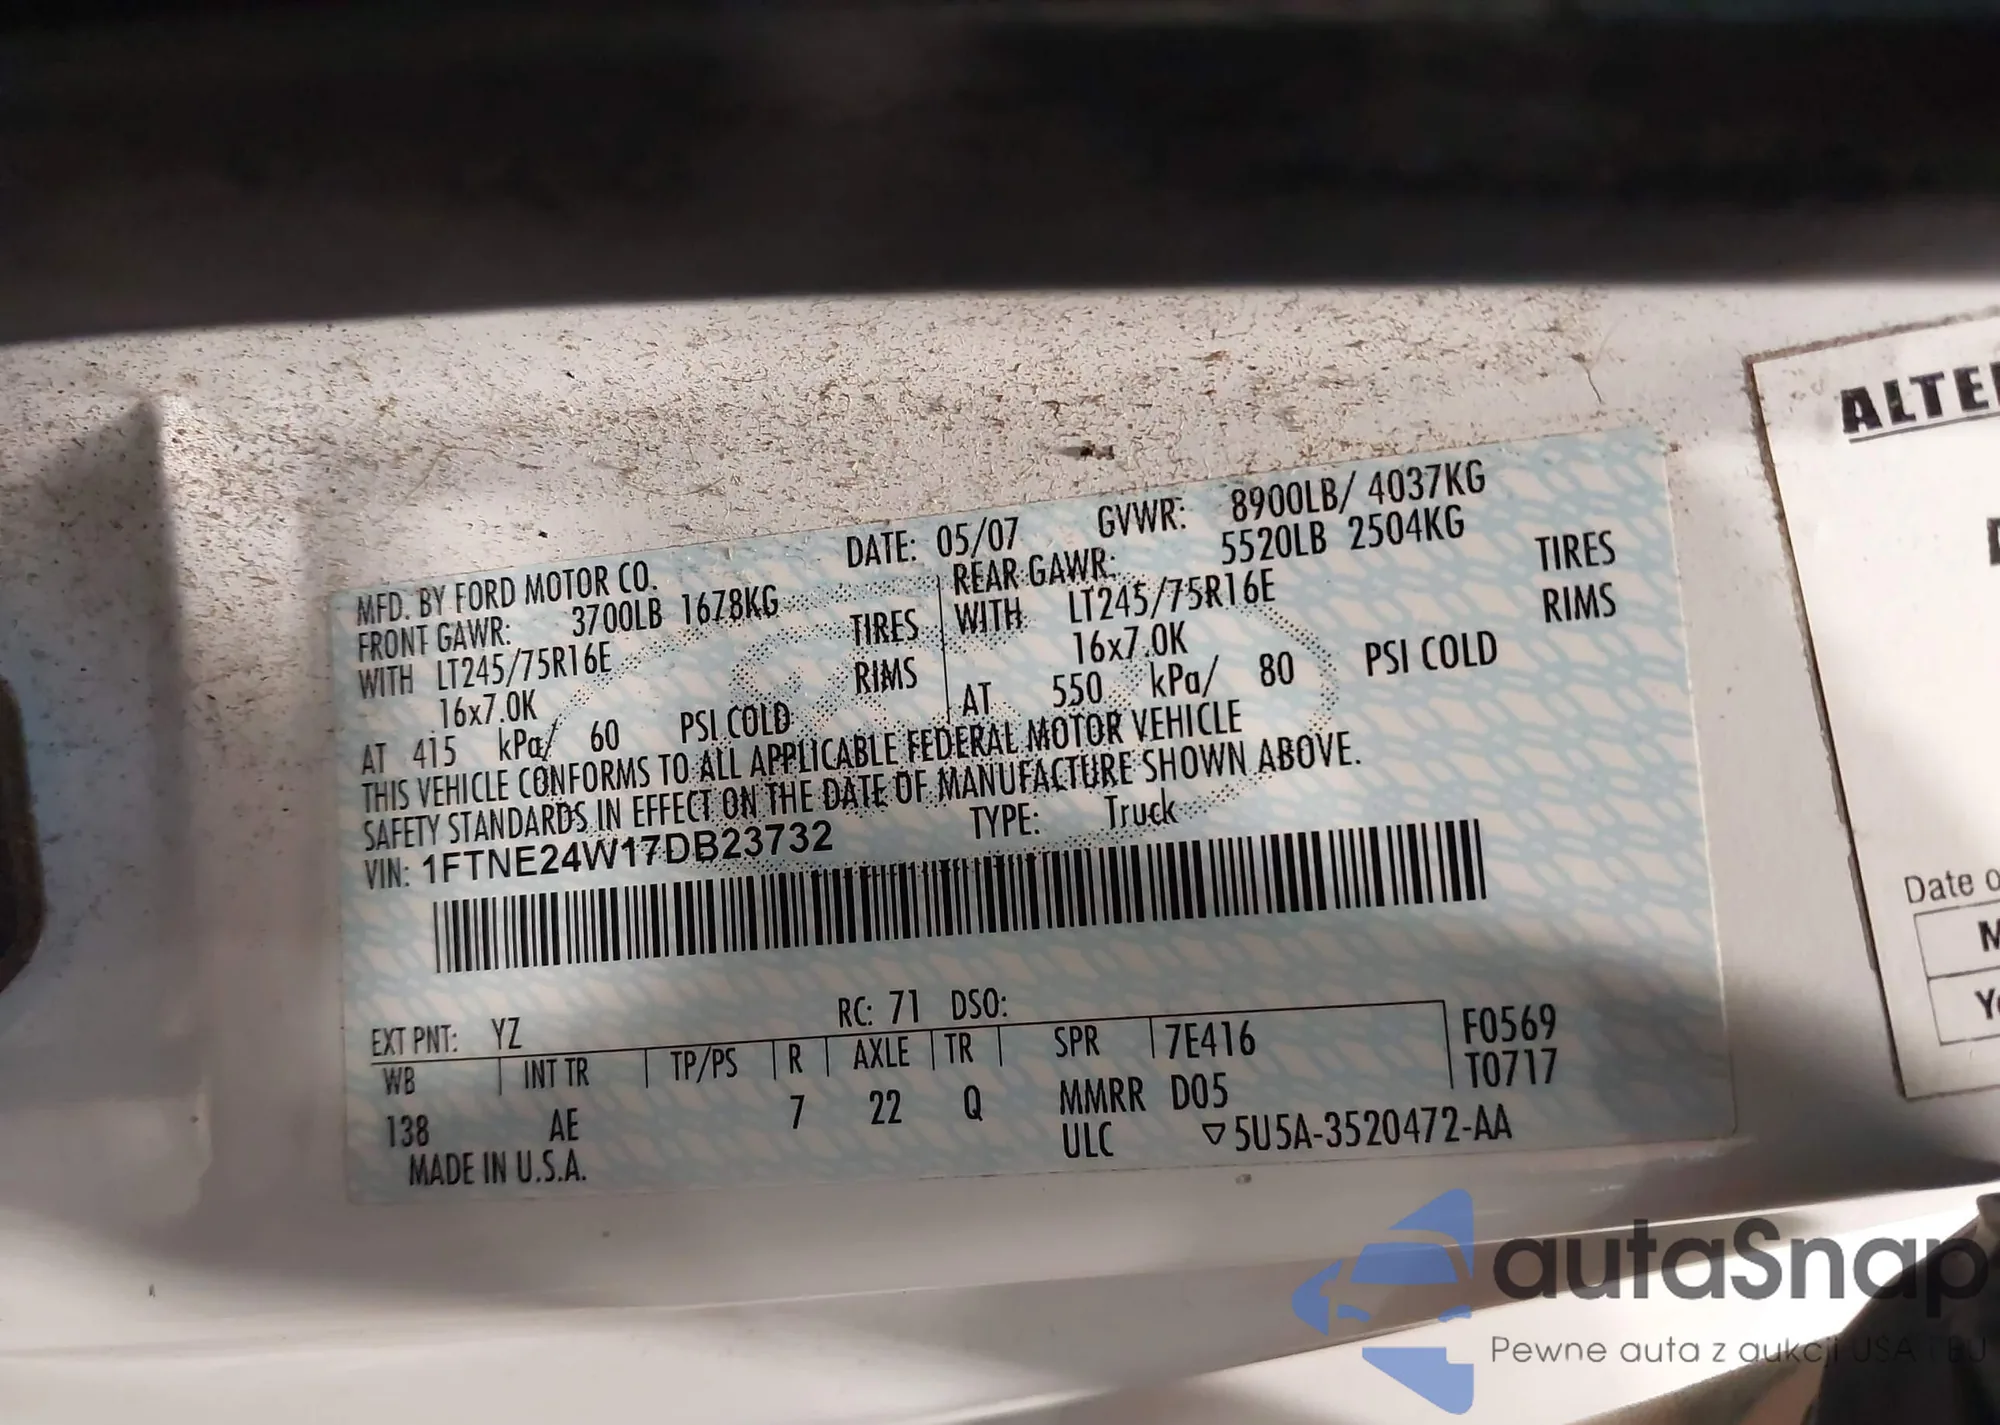 MFD. BY FORD MOTOR CO. DATE: 05/07 GVWR: 8900LB/ 4037KG
FRONT GAWR: 3700LB 1678KG REAR GAWR: 5520LB 2504KG
WITH LT245/75R16E TIRES WITH LT245/75R16E TIRES
16x7.0K RIMS 16x7.0K RIMS
AT 415 kPa/ 60 PSI COLD AT 550 kPa/ 80 PSI COLD
THIS VEHICLE CONFORMS TO ALL APPLICABLE FEDERAL MOTOR VEHICLE
SAFETY STANDARDS IN EFFECT ON THE DATE OF MANUFACTURE SHOWN ABOVE.
VIN: 1FTNE24W17DB23732 TYPE: Truck
EXT PNT: YZ RC: 71 DSO:
WB INT TR TP/PS R AXLE TR SPR 7E416 F0569
T0717
138 AE 7 22 Q MMRR D05
MADE IN U.S.A. ULC ▽5U5A-3520472-AA
Date
autaSnap
Pewne auta z aukcji USA i EU